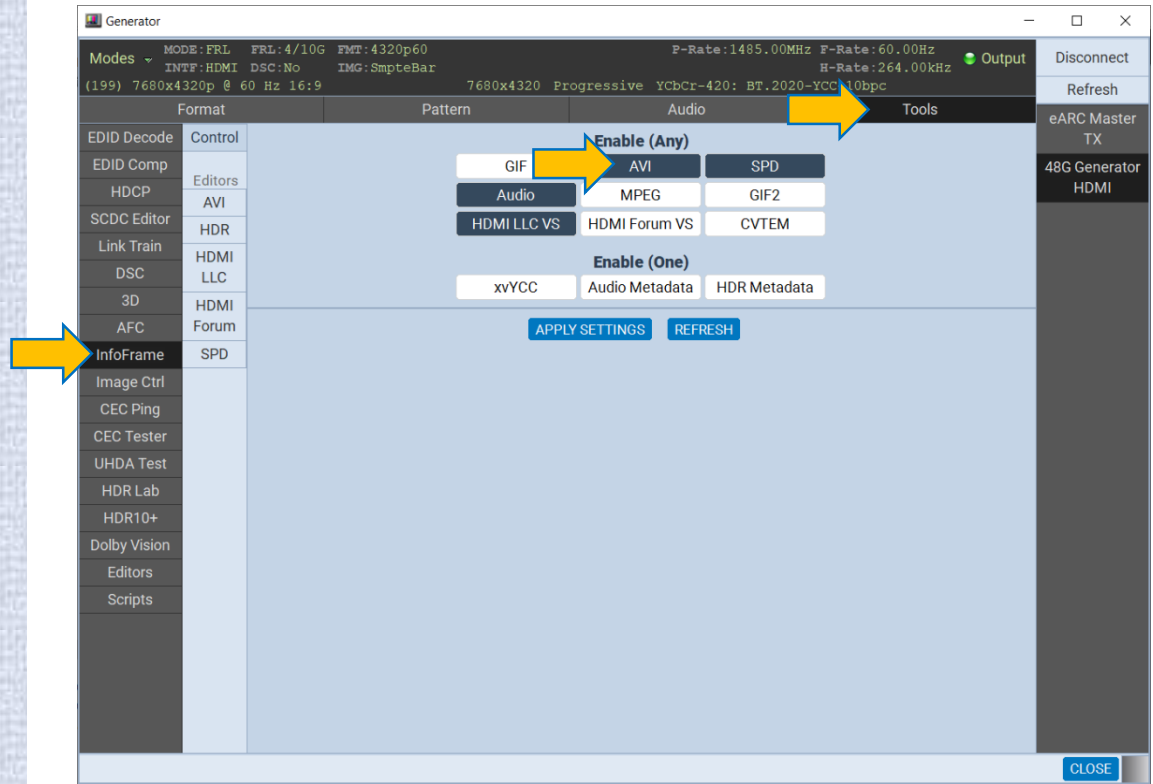 Generator
Modes
MODE:FRL FRL:4/10G FMT:4320p60 P-Rate:1485.00MHz F-Rate:60.00Hz
INTF:HDMI DSC:No IMG:SmpteBar H-Rate:264.00kHz
Output
(199) 7680x4320p @ 60 Hz 16:9 7680x4320 Progressive YCbCr-420: BT.2020-YCC 10bpc
Disconnect
Refresh
Format Pattern Audio Tools
eARC Master
TX
48G Generator
HDMI
EDID Decode
EDID Comp
HDCP
SCDC Editor
Link Train
DSC
3D
AFC
InfoFrame
Image Ctrl
CEC Ping
CEC Tester
UHDA Test
HDR Lab
HDR10+
Dolby Vision
Editors
Scripts
Control
Editors
AVI
HDR
HDMI
LLC
HDMI
Forum
SPD
Enable (Any)
GIF AVI SPD
Audio MPEG GIF2
HDMI LLC VS HDMI Forum VS CVTEM
Enable (One)
xvYCC Audio Metadata HDR Metadata
APPLY SETTINGS REFRESH
CLOSE